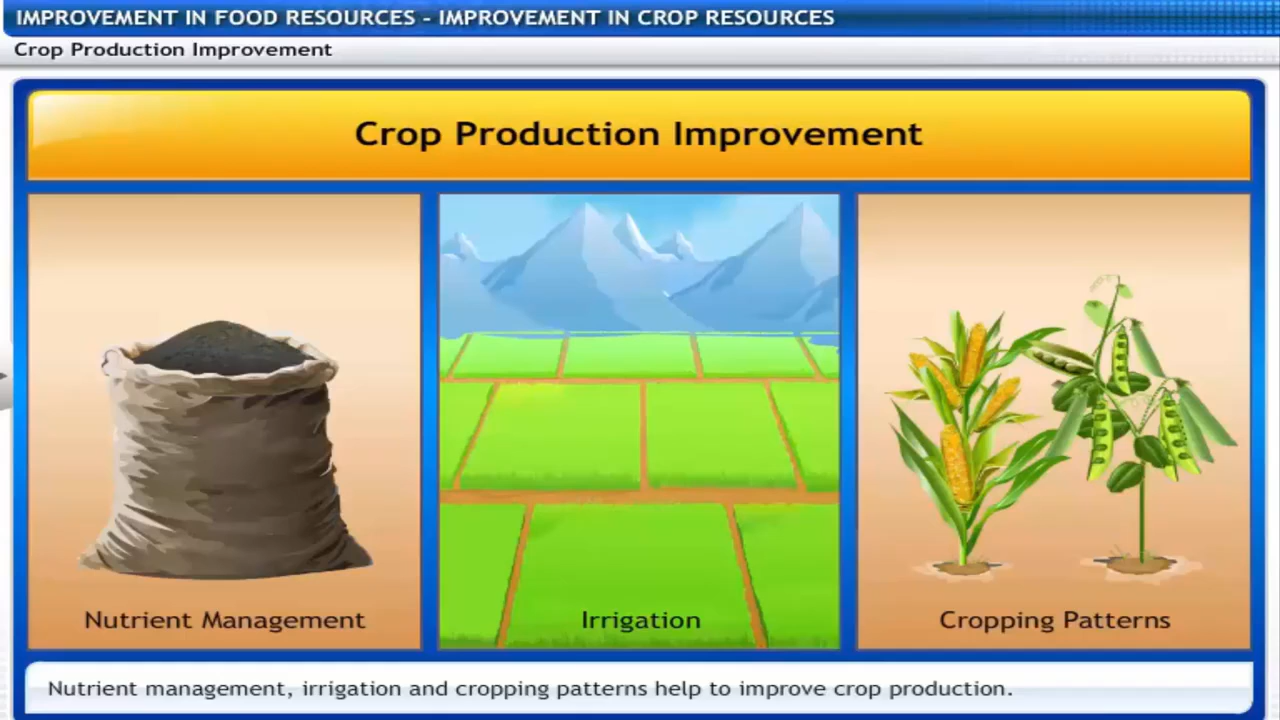 IMPROVEMENT IN FOOD RESOURCES - IMPROVEMENT IN CROP RESOURCES
Crop Production Improvement
Crop Production Improvement
Nutrient Management
Irrigation
Cropping Patterns
Nutrient management, irrigation and cropping patterns help to improve crop production.